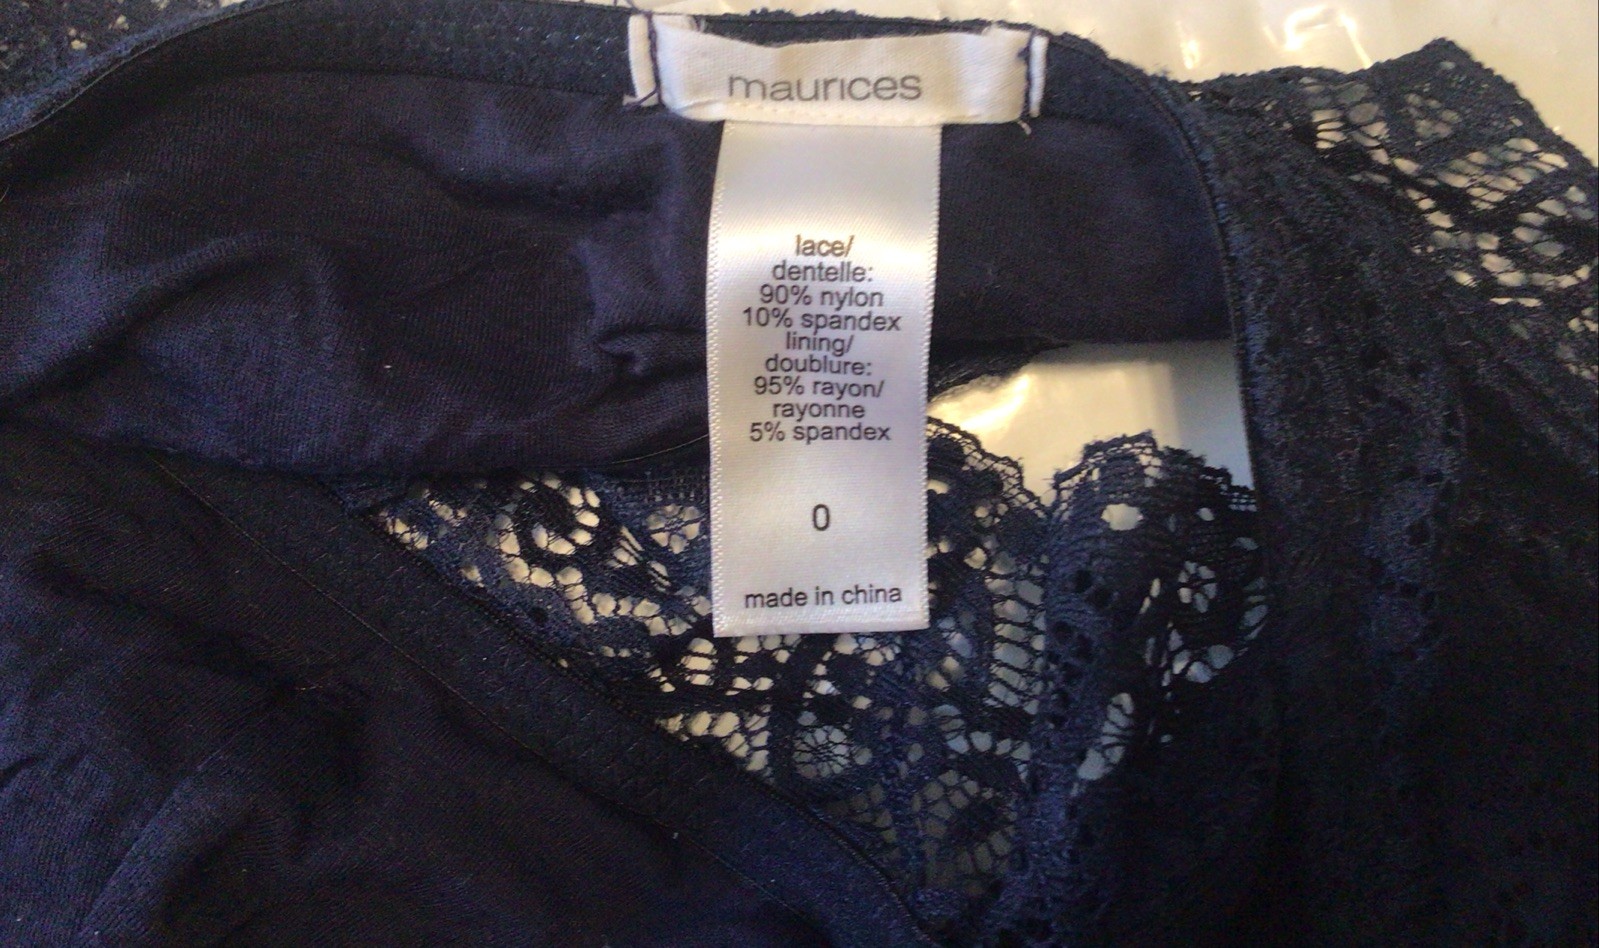 maurices
lace/
dentelle:
90% nylon
10% spandex
lining/
doublure:
95% rayon/
rayonne
5% spandex
0
made in china